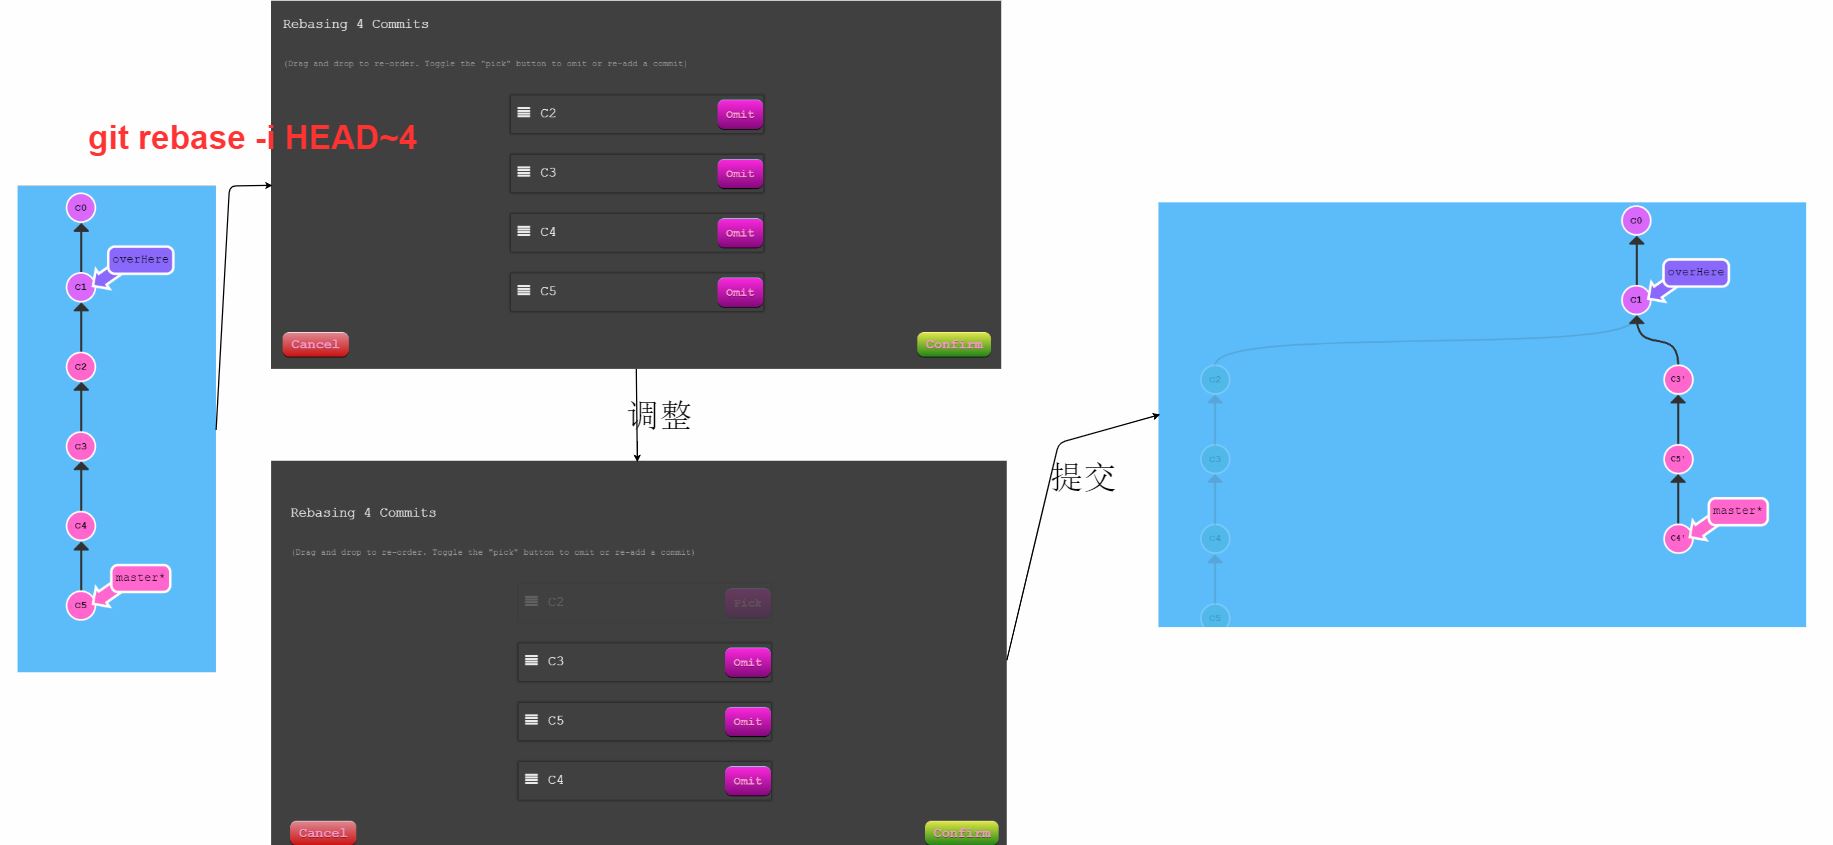 git rebase -i HEAD~4
C0
overHere
C1
C2
C3
C4
master*
C5
Rebasing 4 Commits
(Drag and drop to re-order. Toggle the "pick" button to omit or re-add a commit)
C2 Omit
C3 Omit
C4 Omit
C5 Omit
Cancel Confirm
调整
Rebasing 4 Commits
(Drag and drop to re-order. Toggle the "pick" button to omit or re-add a commit)
C2 Pick
C3 Omit
C5 Omit
C4 Omit
Cancel Confirm
提交
C0
overHere
C1
C2 C3'
C3 C5'
master*
C4 C4'
C5